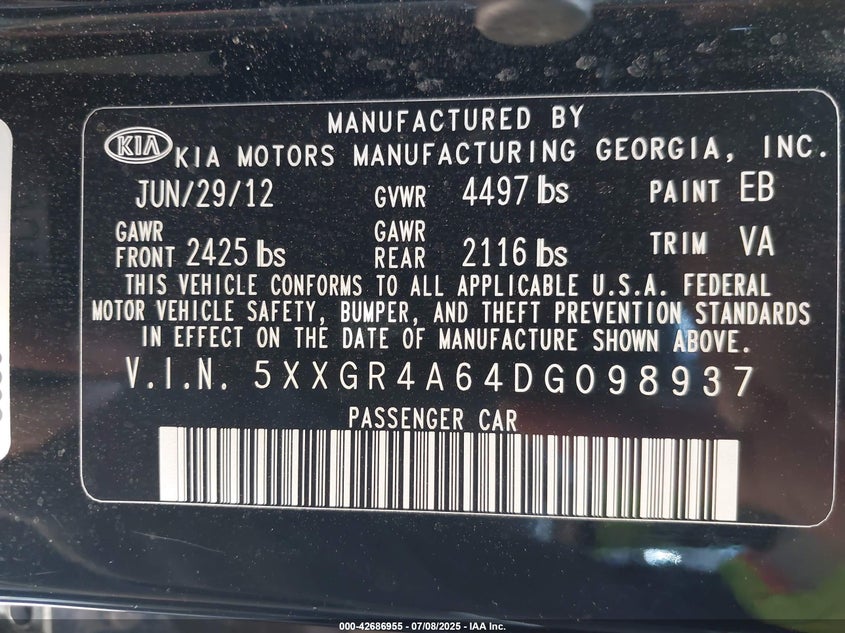 MANUFACTURED BY
KIA KIA MOTORS MANUFACTURING GEORGIA, INC.
JUN/29/12 GVWR 4497 lbs PAINT EB
GAWR FRONT 2425 lbs GAWR REAR 2116 lbs TRIM VA
THIS VEHICLE CONFORMS TO ALL APPLICABLE U.S.A. FEDERAL
MOTOR VEHICLE SAFETY, BUMPER, AND THEFT PREVENTION STANDARDS
IN EFFECT ON THE DATE OF MANUFACTURE SHOWN ABOVE.
V.I.N. 5XXGR4A64DG098937
PASSENGER CAR
000-42686955 - 07/08/2025 - IAA Inc.